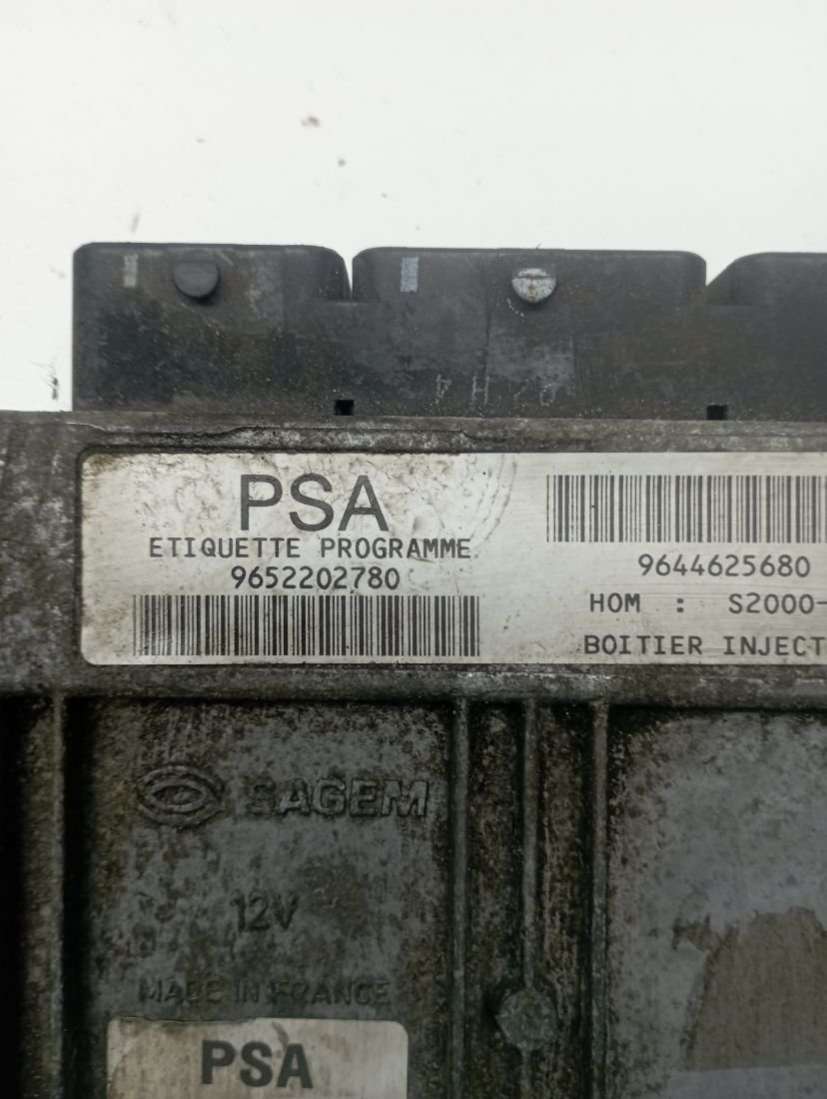 PSA
ETIQUETTE PROGRAMME
9652202780
9644625680
HOM : S2000-
BOITIER INJECT
SAGEM
12V
MADE IN FRANCE
PSA